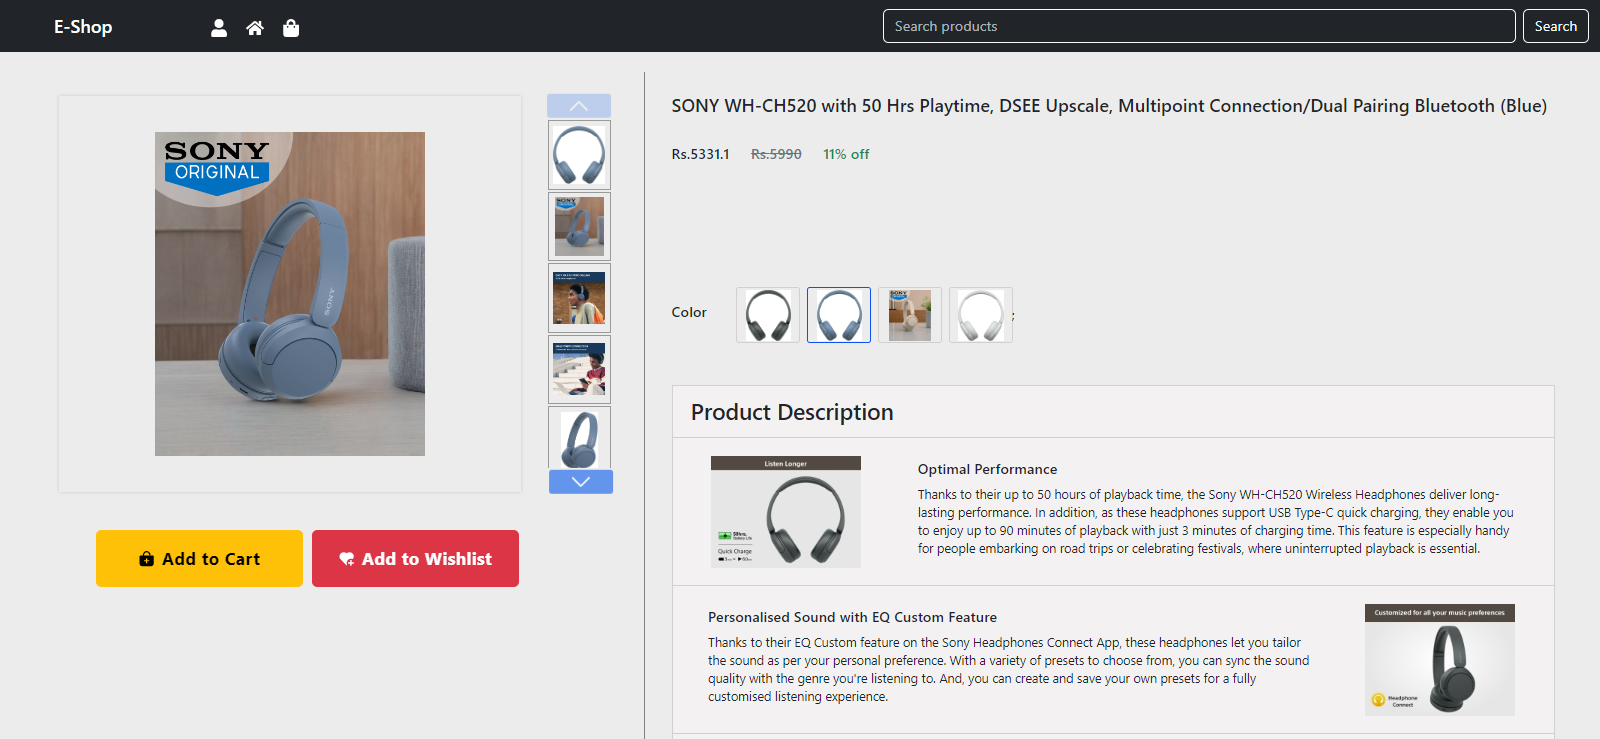 E-Shop
Search products
Search
SONY
ORIGINAL
SONY
SONY WH-CH520 with 50 Hrs Playtime, DSEE Upscale, Multipoint Connection/Dual Pairing Bluetooth (Blue)
Rs.5331.1 Rs.5990 11% off
Color
;
Add to Cart
Add to Wishlist
Product Description
Listen Longer
50hrs.
Battery Life
Quick Charge
Optimal Performance
Thanks to their up to 50 hours of playback time, the Sony WH-CH520 Wireless Headphones deliver long-
lasting performance. In addition, as these headphones support USB Type-C quick charging, they enable you
to enjoy up to 90 minutes of playback with just 3 minutes of charging time. This feature is especially handy
for people embarking on road trips or celebrating festivals, where uninterrupted playback is essential.
Personalised Sound with EQ Custom Feature
Thanks to their EQ Custom feature on the Sony Headphones Connect App, these headphones let you tailor
the sound as per your personal preference. With a variety of presets to choose from, you can sync the sound
quality with the genre you're listening to. And, you can create and save your own presets for a fully
customised listening experience.
Customized for all your music preferences
Headphone
Connect